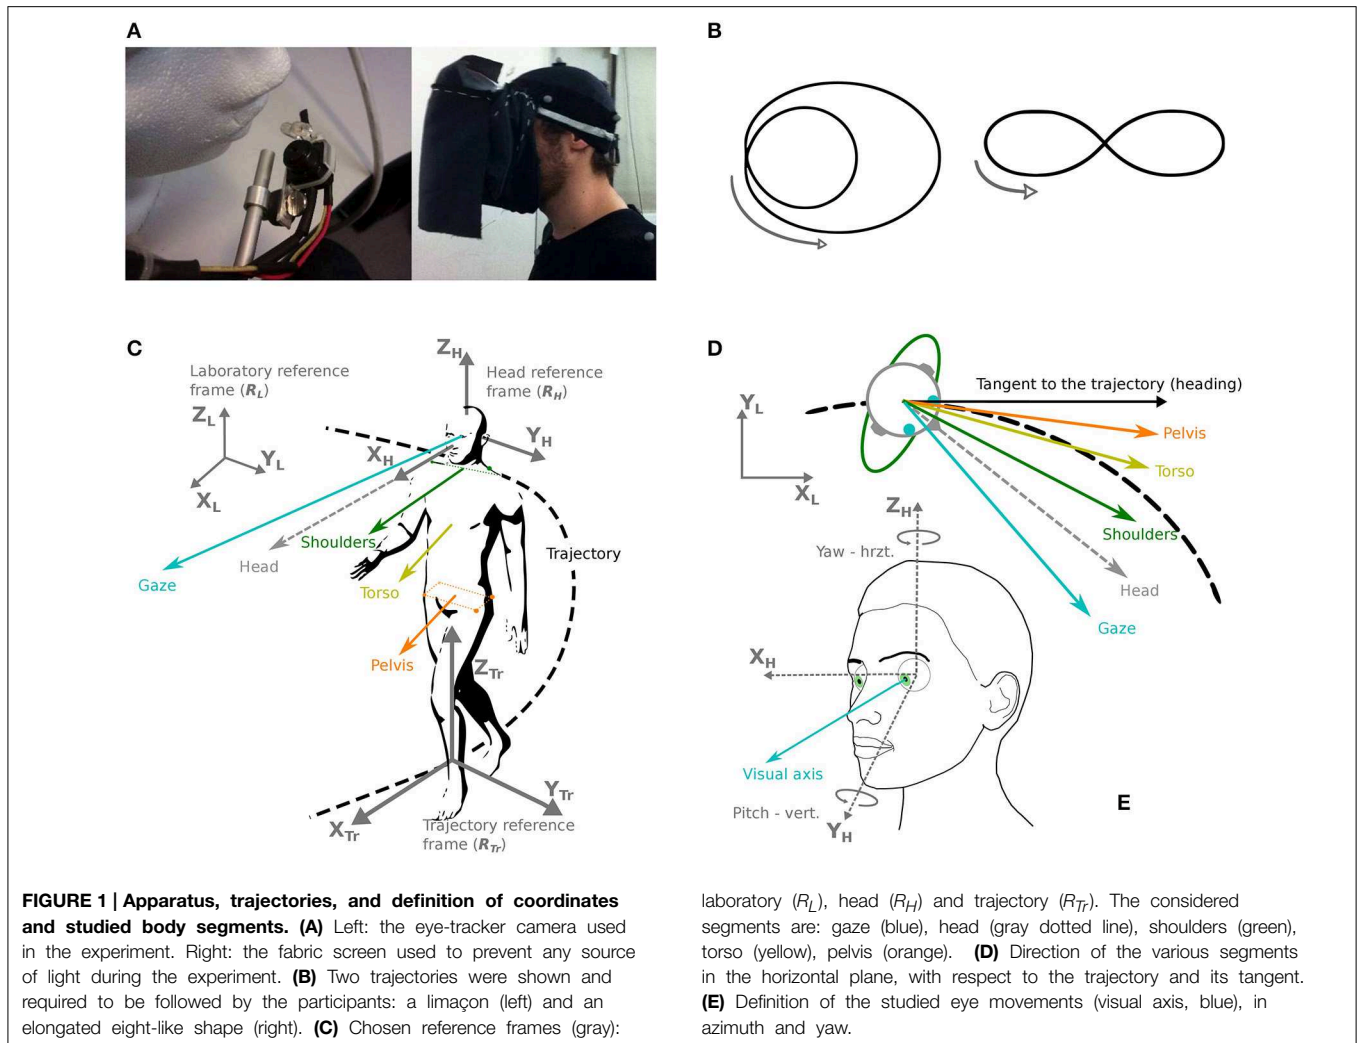 A
B
C
Laboratory reference
frame (R_L)
Z_L
Y_L
X_L
Z_H
Head reference
frame (R_H)
Y_H
X_H
Shoulders
Head
Gaze
Torso
Trajectory
Pelvis
Z_Tr
Y_Tr
X_Tr
Trajectory reference
frame (R_Tr)
D
Tangent to the trajectory (heading)
Y_L
X_L
Pelvis
Torso
Shoulders
Head
Gaze
Z_H
Yaw - hrzt.
X_H
Visual axis
Pitch - vert.
Y_H
E
FIGURE 1 | Apparatus, trajectories, and definition of coordinates
and studied body segments. (A) Left: the eye-tracker camera used
in the experiment. Right: the fabric screen used to prevent any source
of light during the experiment. (B) Two trajectories were shown and
required to be followed by the participants: a limaçon (left) and an
elongated eight-like shape (right). (C) Chosen reference frames (gray):
laboratory (R_L), head (R_H) and trajectory (R_Tr). The considered
segments are: gaze (blue), head (gray dotted line), shoulders (green),
torso (yellow), pelvis (orange). (D) Direction of the various segments
in the horizontal plane, with respect to the trajectory and its tangent.
(E) Definition of the studied eye movements (visual axis, blue), in
azimuth and yaw.